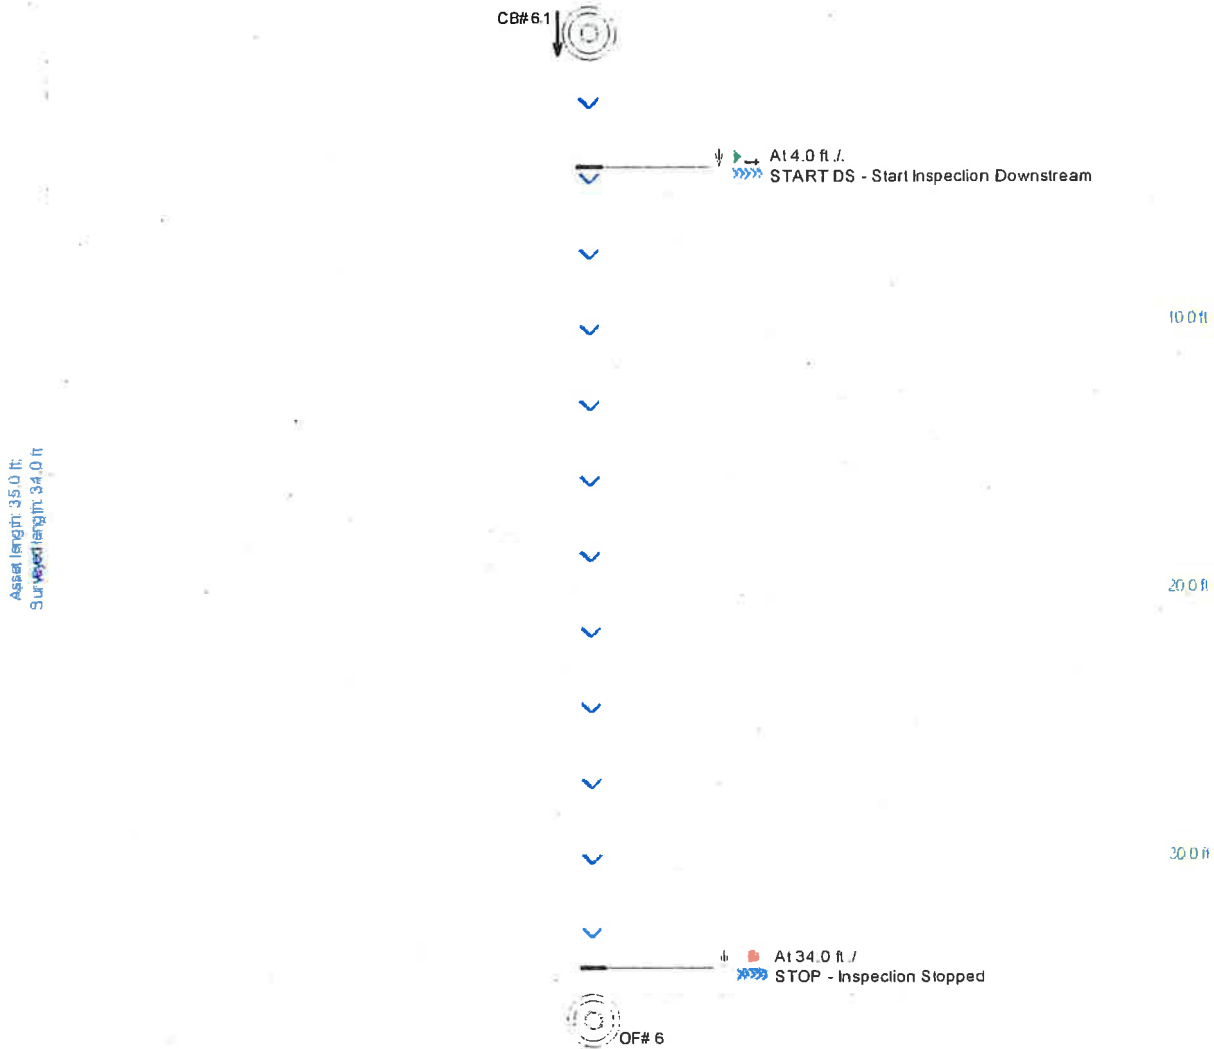 CB# 6.1
At 4.0 ft ./.
START DS - Start Inspection Downstream
10.0 ft
Asset length: 35.0 ft;
Surveyed length: 34.0 ft
20.0 ft
30.0 ft
At 34.0 ft ./
STOP - Inspection Stopped
OF# 6